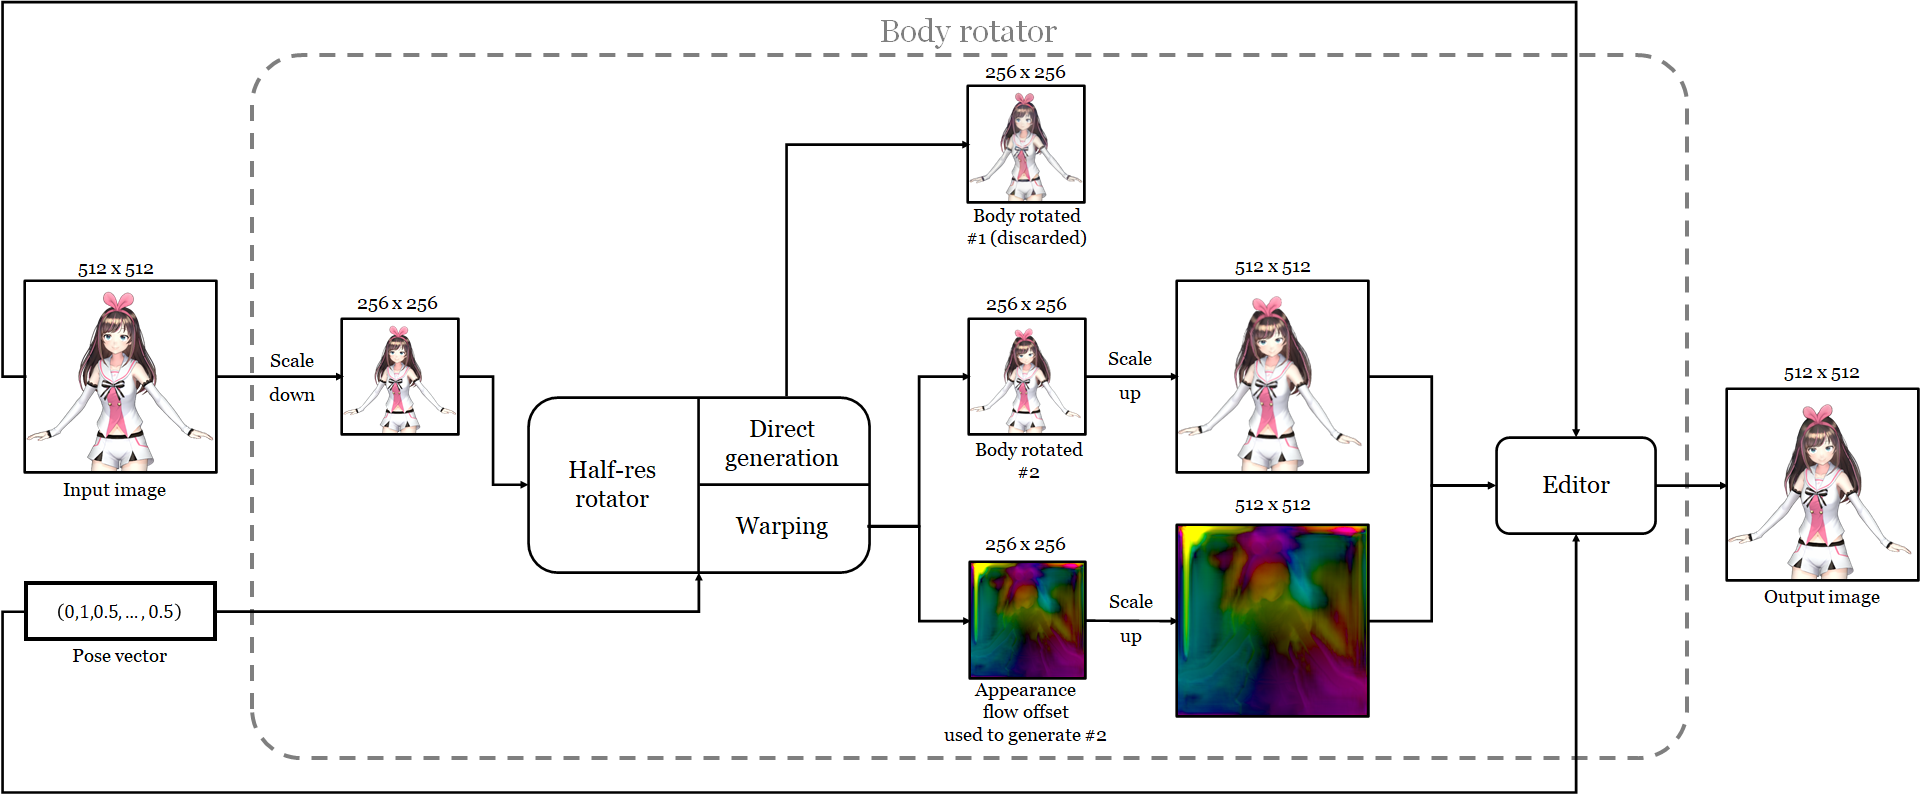 Body rotator
256 x 256
Body rotated
#1 (discarded)
512 x 512
Input image
Scale
down
256 x 256
Half-res
rotator
Direct
generation
Warping
256 x 256
Body rotated
#2
Scale
up
512 x 512
(0,1,0.5, ... , 0.5)
Pose vector
256 x 256
Appearance
flow offset
used to generate #2
Scale
up
512 x 512
Editor
512 x 512
Output image